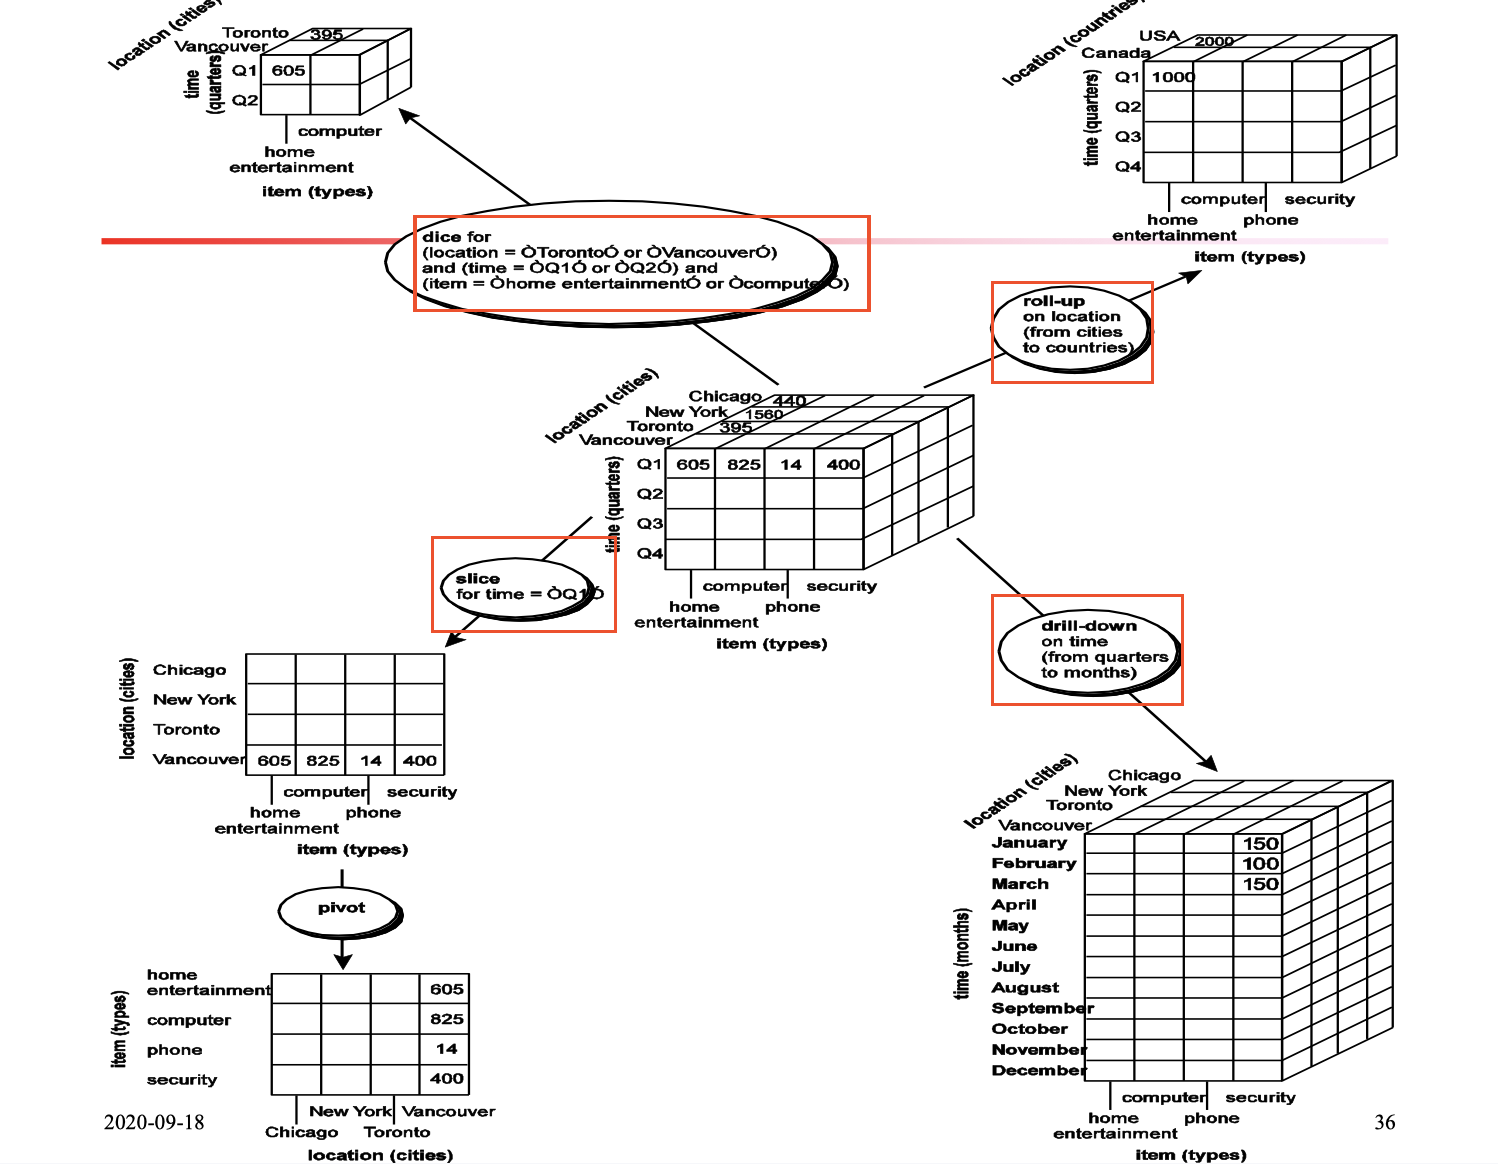 location (cities)
Toronto
395
Vancouver
time
(quarters)
Q1 605
Q2
computer
home
entertainment
item (types)
location (countries)
USA
2000
Canada
time (quarters)
Q1 1000
Q2
Q3
Q4
computer security
home phone
entertainment
item (types)
dice for
(location = ÒTorontoÓ or ÒVancouverÓ)
and (time = ÒQ1Ó or ÒQ2Ó) and
(item = Òhome entertainmentÓ or ÒcomputerÓ)
roll-up
on location
(from cities
to countries)
location (cities)
Chicago 440
New York 1560
Toronto 395
Vancouver
time (quarters)
Q1 605 825 14 400
Q2
Q3
Q4
computer security
home phone
entertainment
item (types)
slice
for time = ÒQ1Ó
drill-down
on time
(from quarters
to months)
location (cities)
Chicago
New York
Toronto
Vancouver 605 825 14 400
computer security
home phone
entertainment
item (types)
pivot
item (types)
home
entertainment 605
computer 825
phone 14
security 400
New York Vancouver
Chicago Toronto
location (cities)
location (cities)
Chicago
New York
Toronto
Vancouver
time (months)
January 150
February 100
March 150
April
May
June
July
August
September
October
November
December
computer security
home phone
entertainment
item (types)
2020-09-18
36